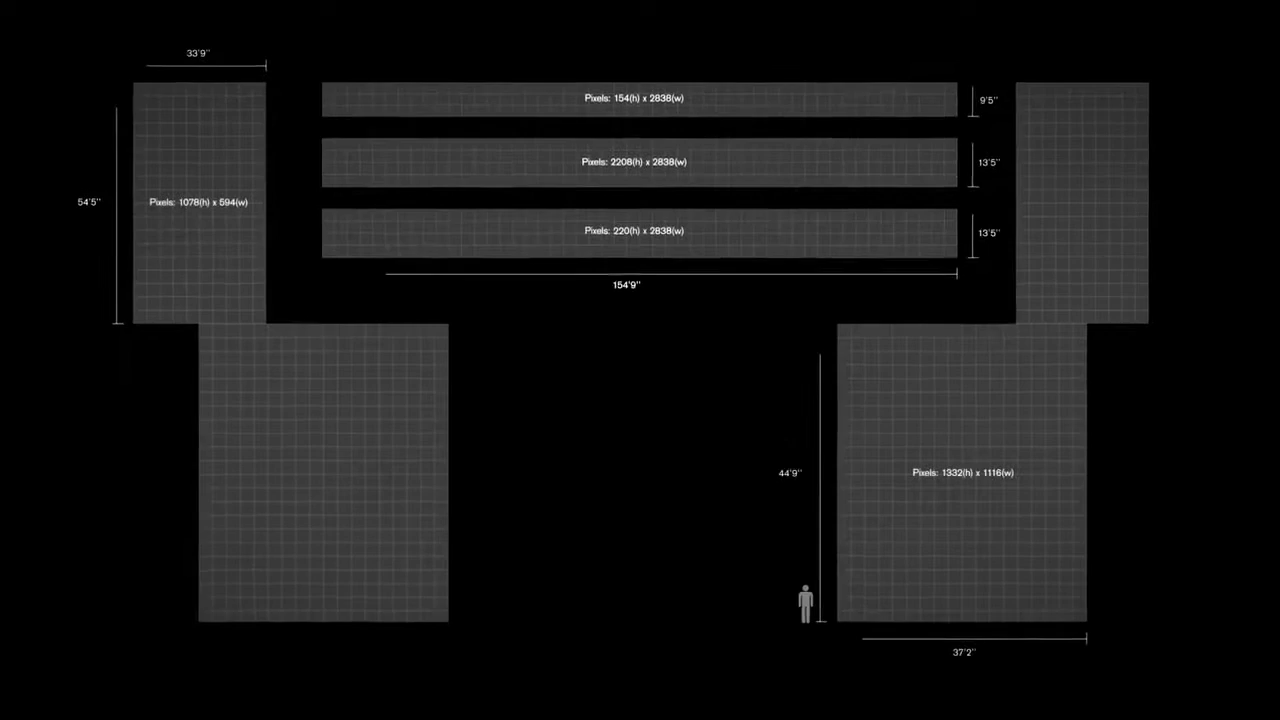 33'9''
Pixels: 154(h) x 2838(w)
9'5''
Pixels: 2208(h) x 2838(w)
13'5''
54'5''
Pixels: 1078(h) x 594(w)
Pixels: 220(h) x 2838(w)
13'5''
154'9''
44'9''
Pixels: 1332(h) x 1116(w)
37'2''